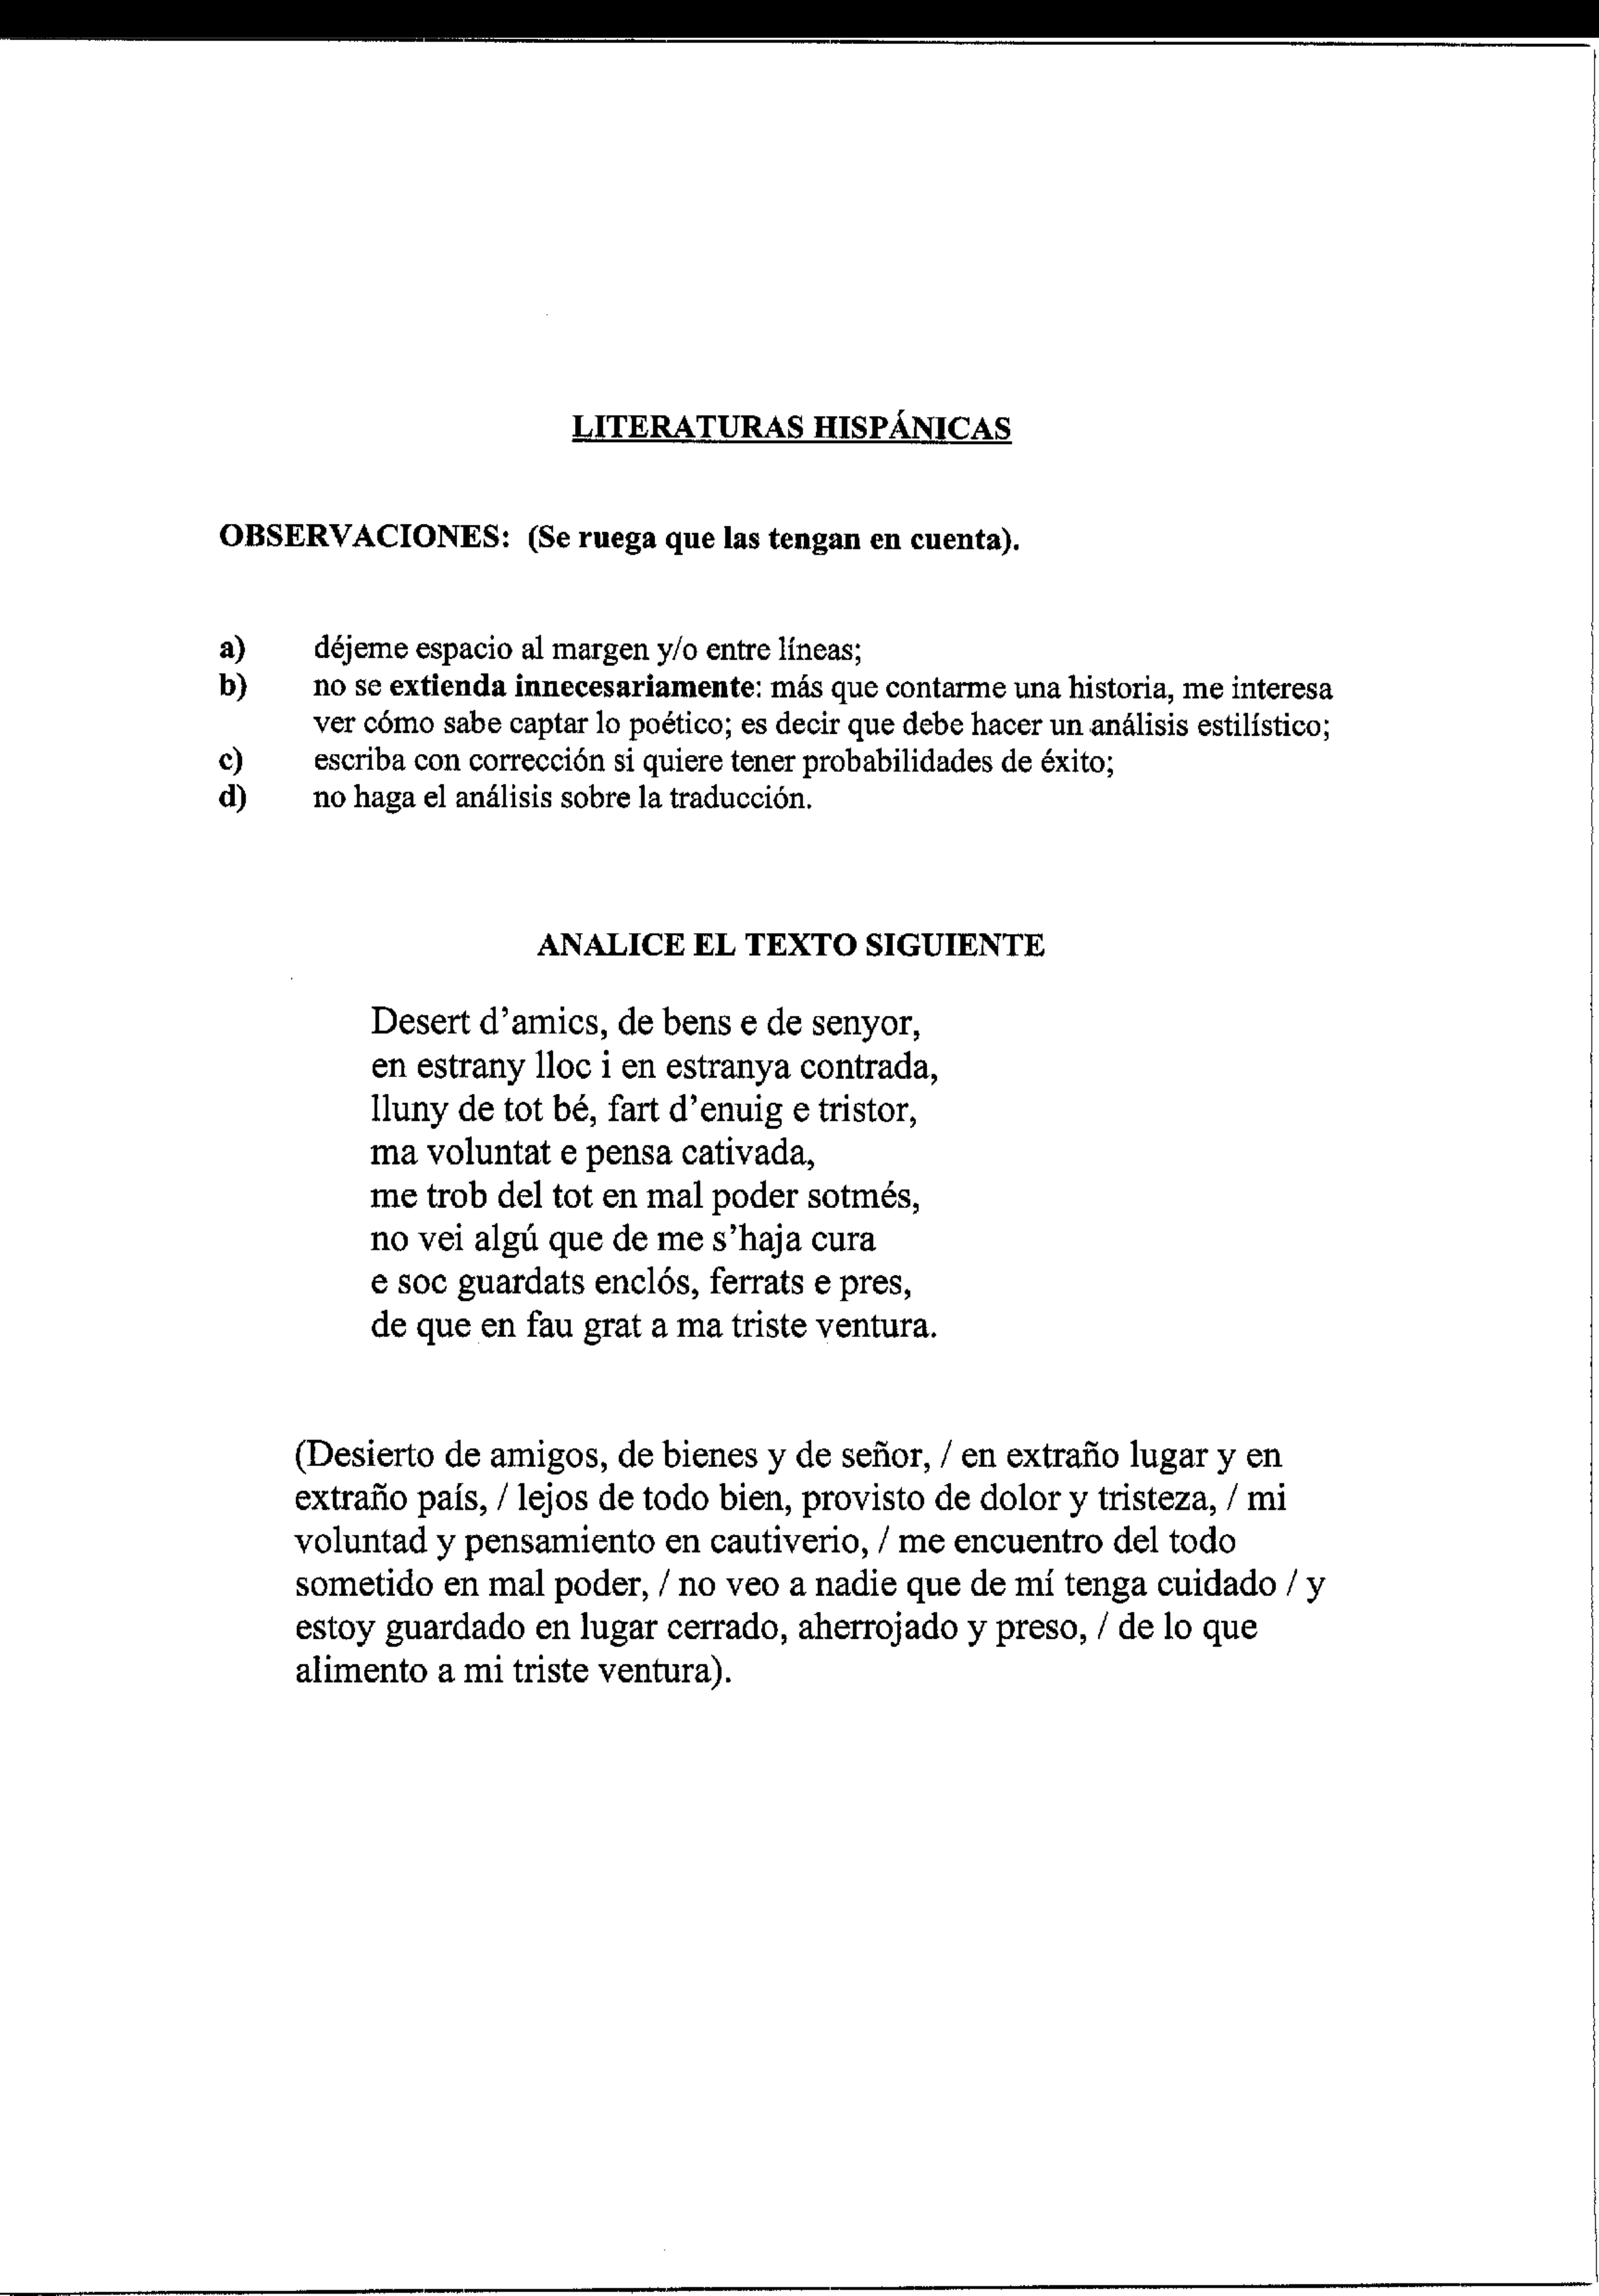 LITERATURAS HISPÁNICAS
OBSERVACIONES: (Se ruega que las tengan en cuenta).
a) déjeme espacio al margen y/o entre líneas;
b) no se extienda innecesariamente: más que contarme una historia, me interesa
ver cómo sabe captar lo poético; es decir que debe hacer un análisis estilístico;
c) escriba con corrección si quiere tener probabilidades de éxito;
d) no haga el análisis sobre la traducción.
ANALICE EL TEXTO SIGUIENTE
Desert d'amics, de bens e de senyor,
en estrany lloc i en estranya contrada,
lluny de tot bé, fart d'enuig e tristor,
ma voluntat e pensa cativada,
me trob del tot en mal poder sotmés,
no vei algú que de me s'haja cura
e soc guardats enclós, ferrats e pres,
de que en fau grat a ma triste ventura.
(Desierto de amigos, de bienes y de señor, / en extraño lugar y en
extraño país, / lejos de todo bien, provisto de dolor y tristeza, / mi
voluntad y pensamiento en cautiverio, / me encuentro del todo
sometido en mal poder, / no veo a nadie que de mí tenga cuidado / y
estoy guardado en lugar cerrado, aherrojado y preso, / de lo que
alimento a mi triste ventura).